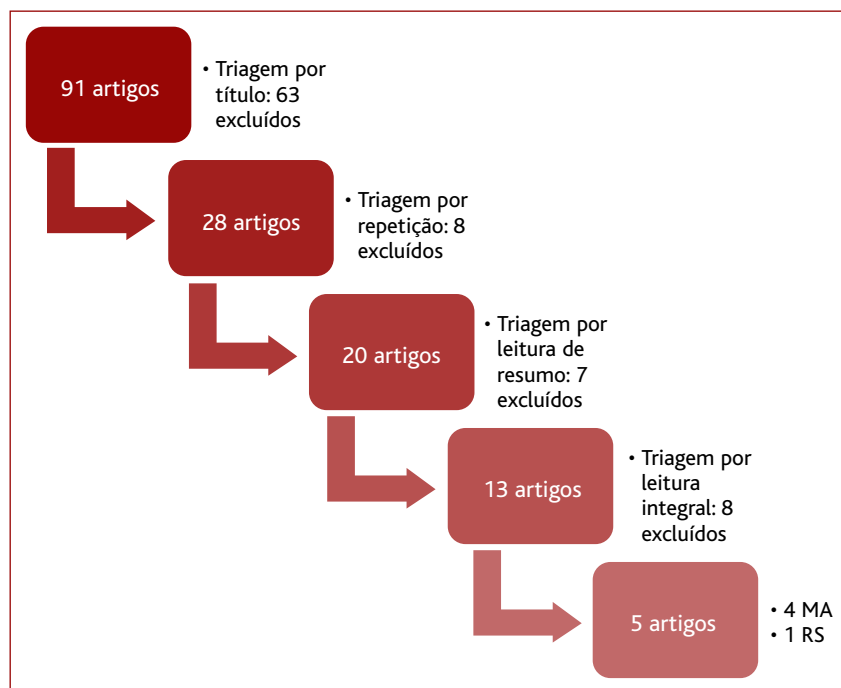 91 artigos
• Triagem por
título: 63
excluídos
28 artigos
• Triagem por
repetição: 8
excluídos
20 artigos
• Triagem por
leitura de
resumo: 7
excluídos
13 artigos
• Triagem por
leitura
integral: 8
excluídos
5 artigos
• 4 MA
• 1 RS